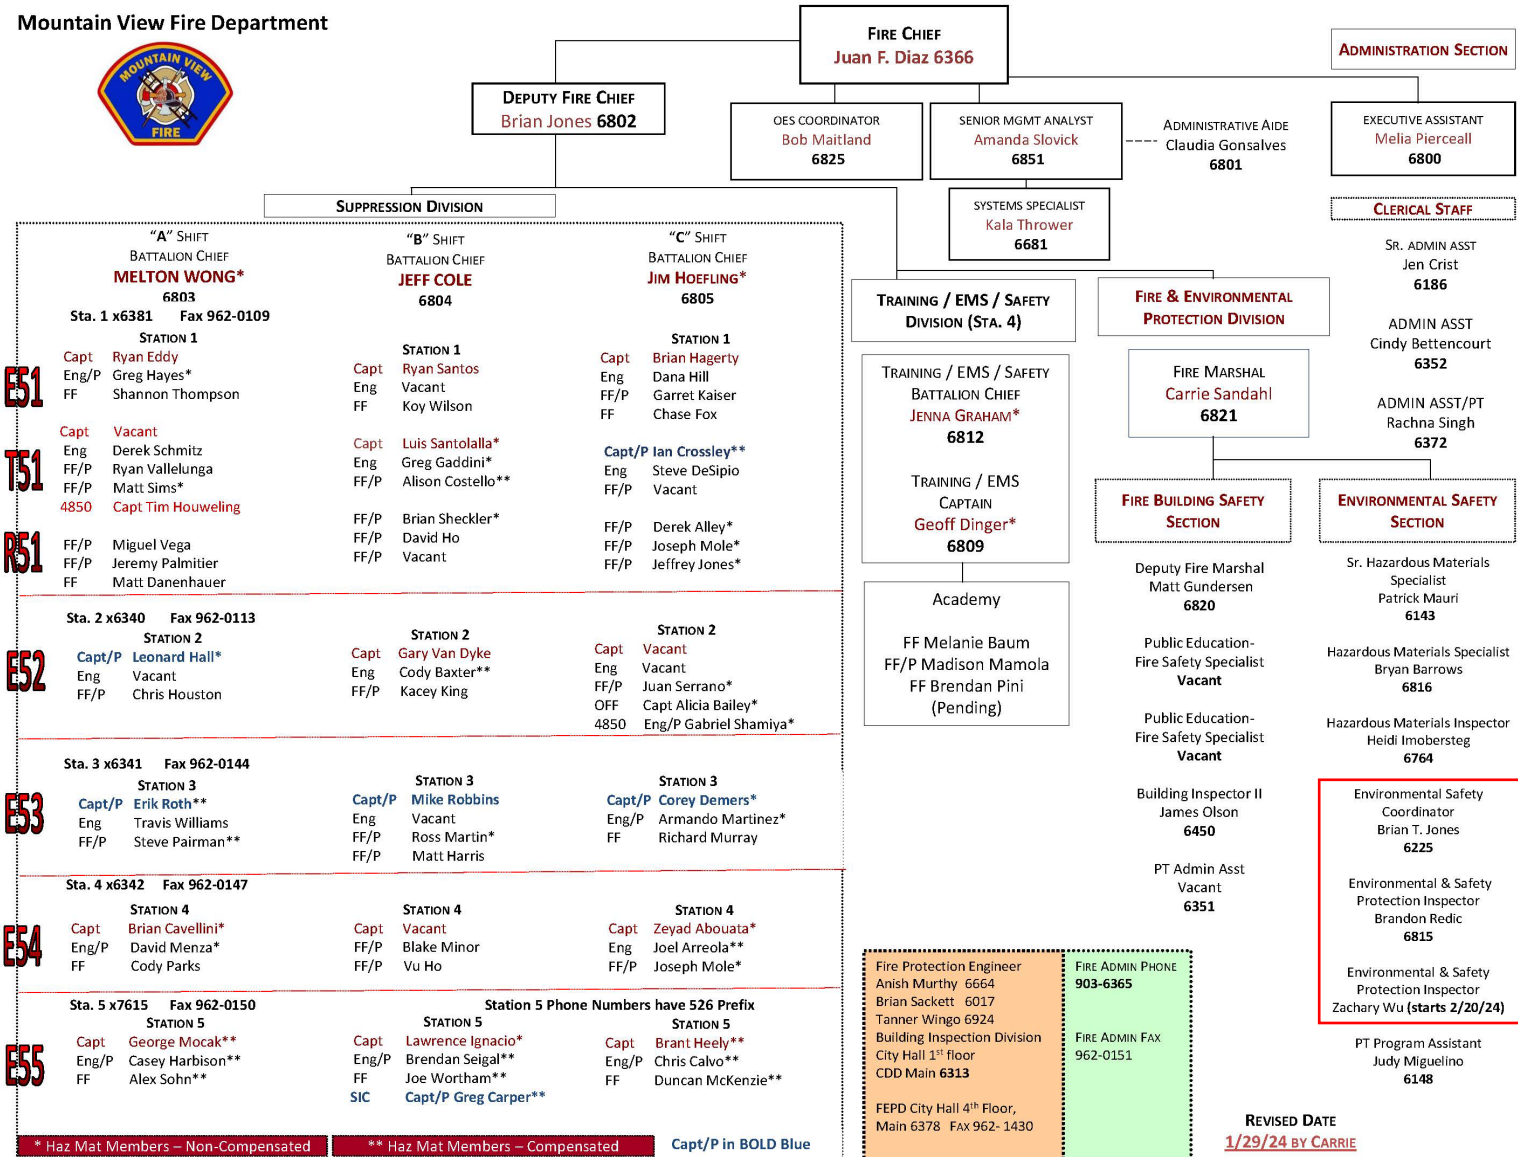 Mountain View Fire Department
MOUNTAIN VIEW
FIRE
FIRE CHIEF
Juan F. Diaz 6366
DEPUTY FIRE CHIEF
Brian Jones 6802
OES COORDINATOR
Bob Maitland
6825
SENIOR MGMT ANALYST
Amanda Slovick
6851
ADMINISTRATIVE AIDE
Claudia Gonsalves
6801
SYSTEMS SPECIALIST
Kala Thrower
6681
ADMINISTRATION SECTION
EXECUTIVE ASSISTANT
Melia Pierceall
6800
CLERICAL STAFF
SR. ADMIN ASST
Jen Crist
6186
ADMIN ASST
Cindy Bettencourt
6352
ADMIN ASST/PT
Rachna Singh
6372
SUPPRESSION DIVISION
"A" SHIFT
BATTALION CHIEF
MELTON WONG*
6803
"B" SHIFT
BATTALION CHIEF
JEFF COLE
6804
"C" SHIFT
BATTALION CHIEF
JIM HOEFLING*
6805
Sta. 1 x6381 Fax 962-0109
E51
STATION 1
Capt Ryan Eddy
Eng/P Greg Hayes*
FF Shannon Thompson
STATION 1
Capt Ryan Santos
Eng Vacant
FF Koy Wilson
STATION 1
Capt Brian Hagerty
Eng Dana Hill
FF/P Garret Kaiser
FF Chase Fox
T51
Capt Vacant
Eng Derek Schmitz
FF/P Ryan Vallelunga
FF/P Matt Sims*
4850 Capt Tim Houweling
Capt Luis Santolalla*
Eng Greg Gaddini*
FF/P Alison Costello**
Capt/P Ian Crossley**
Eng Steve DeSipio
FF/P Vacant
R51
FF/P Miguel Vega
FF/P Jeremy Palmitier
FF Matt Danenhauer
FF/P Brian Sheckler*
FF/P David Ho
FF/P Vacant
FF/P Derek Alley*
FF/P Joseph Mole*
FF/P Jeffrey Jones*
Sta. 2 x6340 Fax 962-0113
E52
STATION 2
Capt/P Leonard Hall*
Eng Vacant
FF/P Chris Houston
STATION 2
Capt Gary Van Dyke
Eng Cody Baxter**
FF/P Kacey King
STATION 2
Capt Vacant
Eng Vacant
FF/P Juan Serrano*
OFF Capt Alicia Bailey*
4850 Eng/P Gabriel Shamiya*
Sta. 3 x6341 Fax 962-0144
E53
STATION 3
Capt/P Erik Roth**
Eng Travis Williams
FF/P Steve Pairman**
STATION 3
Capt/P Mike Robbins
Eng Vacant
FF/P Ross Martin*
FF/P Matt Harris
STATION 3
Capt/P Corey Demers*
Eng/P Armando Martinez*
FF Richard Murray
Sta. 4 x6342 Fax 962-0147
E54
STATION 4
Capt Brian Cavellini*
Eng/P David Menza*
FF Cody Parks
STATION 4
Capt Vacant
FF/P Blake Minor
FF/P Vu Ho
STATION 4
Capt Zeyad Abouata*
Eng Joel Arreola**
FF/P Joseph Mole*
Sta. 5 x7615 Fax 962-0150
Station 5 Phone Numbers have 526 Prefix
E55
STATION 5
Capt George Mocak**
Eng/P Casey Harbison**
FF Alex Sohn**
STATION 5
Capt Lawrence Ignacio*
Eng/P Brendan Seigal**
FF Joe Wortham**
SIC Capt/P Greg Carper**
STATION 5
Capt Brant Heely**
Eng/P Chris Calvo**
FF Duncan McKenzie**
* Haz Mat Members – Non-Compensated
** Haz Mat Members – Compensated
Capt/P in BOLD Blue
TRAINING / EMS / SAFETY
DIVISION (STA. 4)
TRAINING / EMS / SAFETY
BATTALION CHIEF
JENNA GRAHAM*
6812
TRAINING / EMS
CAPTAIN
Geoff Dinger*
6809
Academy
FF Melanie Baum
FF/P Madison Mamola
FF Brendan Pini
(Pending)
FIRE & ENVIRONMENTAL
PROTECTION DIVISION
FIRE MARSHAL
Carrie Sandahl
6821
FIRE BUILDING SAFETY
SECTION
Deputy Fire Marshal
Matt Gundersen
6820
Public Education-
Fire Safety Specialist
Vacant
Public Education-
Fire Safety Specialist
Vacant
Building Inspector II
James Olson
6450
PT Admin Asst
Vacant
6351
ENVIRONMENTAL SAFETY
SECTION
Sr. Hazardous Materials
Specialist
Patrick Mauri
6143
Hazardous Materials Specialist
Bryan Barrows
6816
Hazardous Materials Inspector
Heidi Imobersteg
6764
Environmental Safety
Coordinator
Brian T. Jones
6225
Environmental & Safety
Protection Inspector
Brandon Redic
6815
Environmental & Safety
Protection Inspector
Zachary Wu (starts 2/20/24)
PT Program Assistant
Judy Miguelino
6148
Fire Protection Engineer
Anish Murthy 6664
Brian Sackett 6017
Tanner Wingo 6924
Building Inspection Division
City Hall 1st floor
CDD Main 6313
FEPD City Hall 4th Floor,
Main 6378 FAX 962- 1430
FIRE ADMIN PHONE
903-6365
FIRE ADMIN FAX
962-0151
REVISED DATE
1/29/24 BY CARRIE